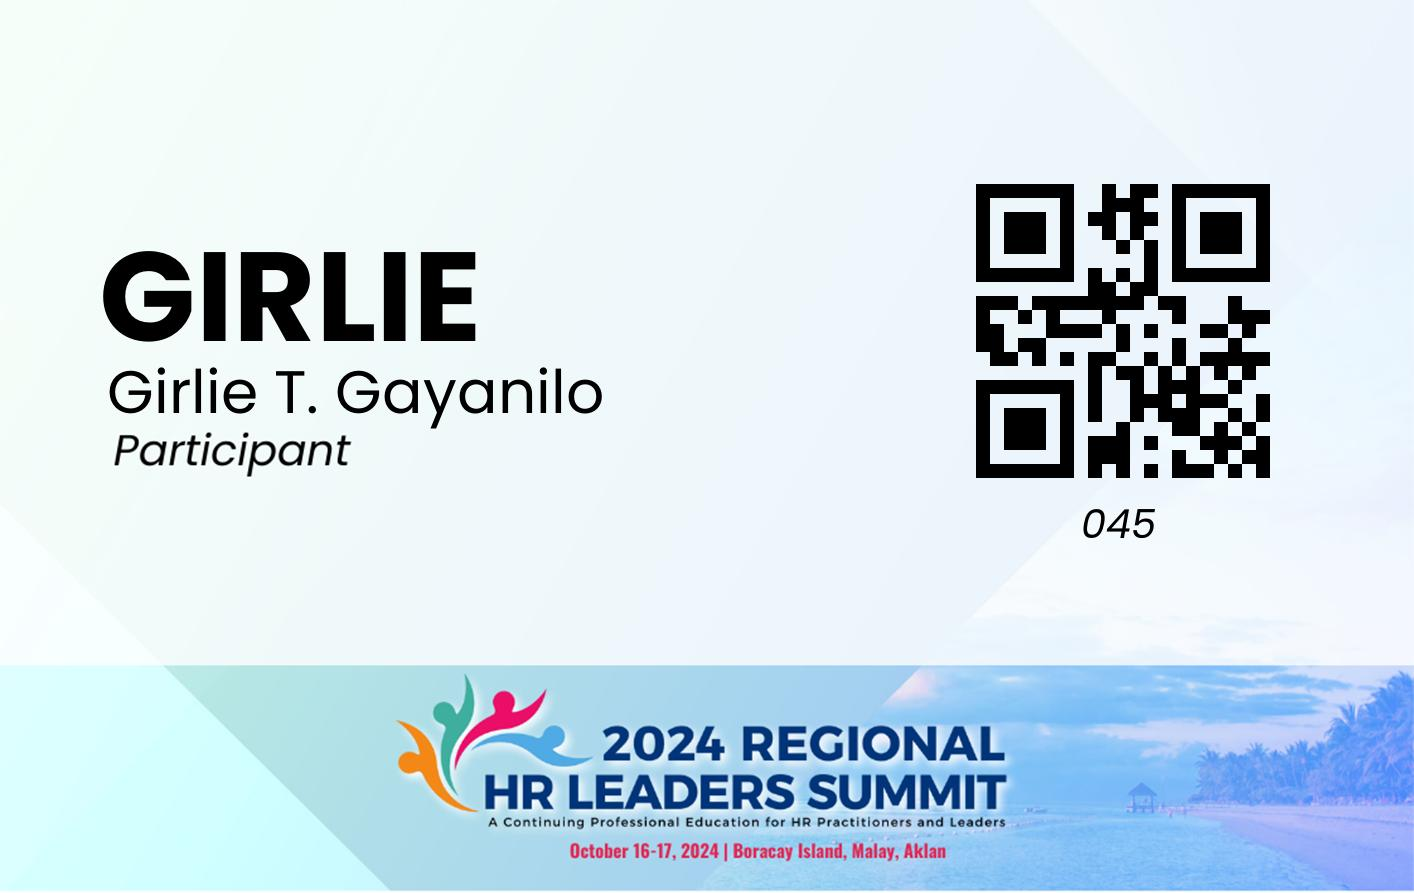 GIRLIE
Girlie T. Gayanilo
Participant
045
2024 REGIONAL
HR LEADERS SUMMIT
A Continuing Professional Education for HR Practitioners and Leaders
October 16-17, 2024 | Boracay Island, Malay, Aklan